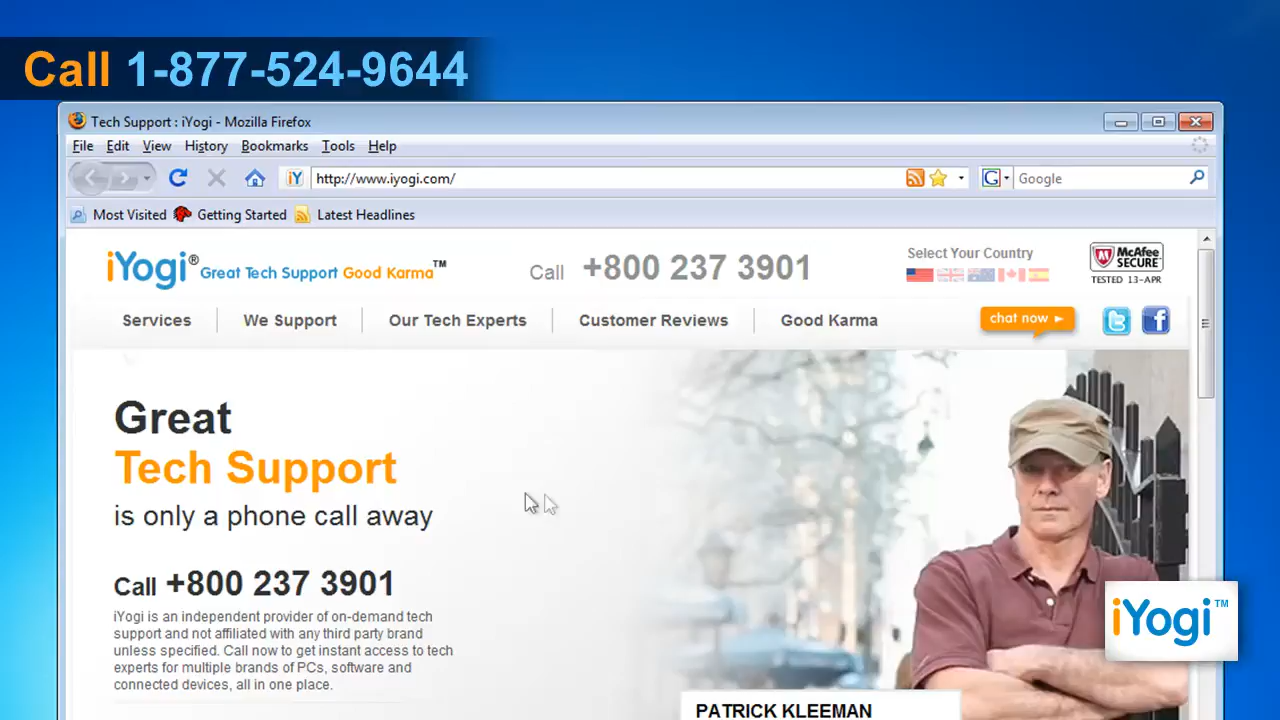 Call 1-877-524-9644
Tech Support : iYogi - Mozilla Firefox
File Edit View History Bookmarks Tools Help
iY http://www.iyogi.com/ G Google
Most Visited Getting Started Latest Headlines
iYogi® Great Tech Support Good Karma™
Call +800 237 3901
Select Your Country
McAfee SECURE
TESTED 13-APR
Services We Support Our Tech Experts Customer Reviews Good Karma chat now
Great
Tech Support
is only a phone call away
Call +800 237 3901
iYogi is an independent provider of on-demand tech
support and not affiliated with any third party brand
unless specified. Call now to get instant access to tech
experts for multiple brands of PCs, software and
connected devices, all in one place.
iYogi™
PATRICK KLEEMAN